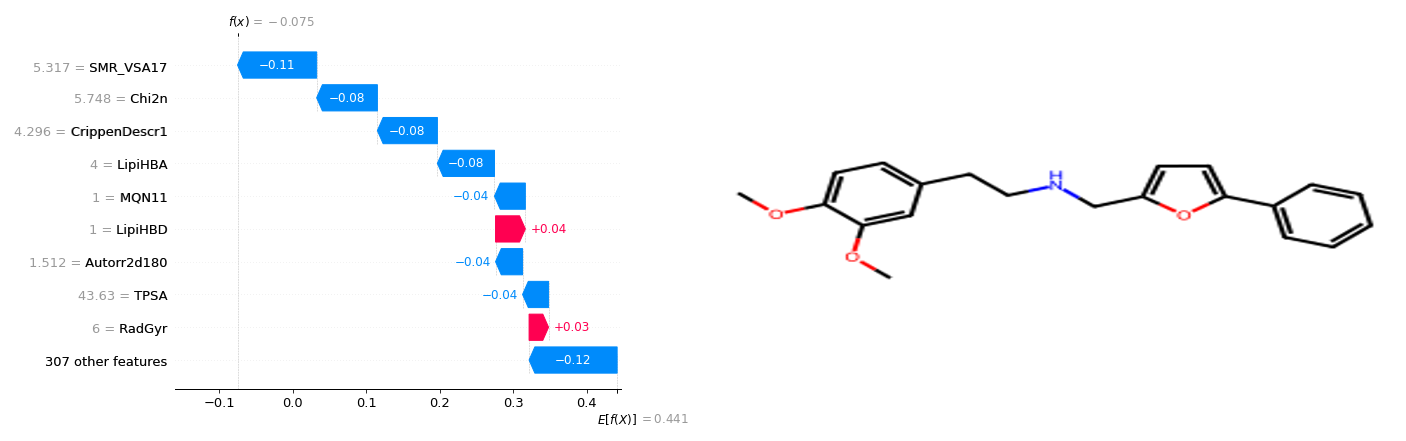 f(x) = −0.075
5.317 = SMR_VSA17
−0.11
5.748 = Chi2n
−0.08
4.296 = CrippenDescr1
−0.08
4 = LipiHBA
−0.08
1 = MQN11
−0.04
1 = LipiHBD
+0.04
1.512 = Autorr2d180
−0.04
43.63 = TPSA
−0.04
6 = RadGyr
+0.03
307 other features
−0.12
−0.1 0.0 0.1 0.2 0.3 0.4
E[f(X)] = 0.441
H
N
O
O
O